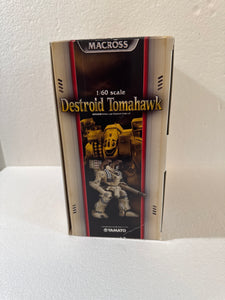 MACROSS
1/60 scale
Destroid Tomahawk
YAMATO